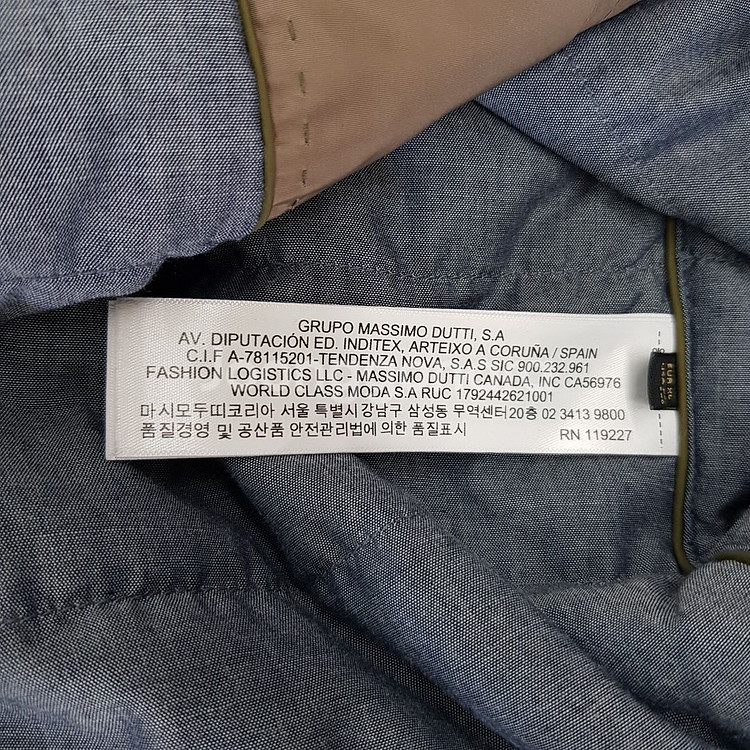 GRUPO MASSIMO DUTTI, S.A
AV. DIPUTACIÓN ED. INDITEX, ARTEIXO A CORUÑA / SPAIN
C.I.F A-78115201-TENDENZA NOVA, S.A.S SIC 900.232.961
FASHION LOGISTICS LLC - MASSIMO DUTTI CANADA, INC CA56976
WORLD CLASS MODA S.A RUC 1792442621001
마시모두띠코리아 서울 특별시강남구 삼성동 무역센터20층 02 3413 9800
품질경영 및 공산품 안전관리법에 의한 품질표시 RN 119227
EUR